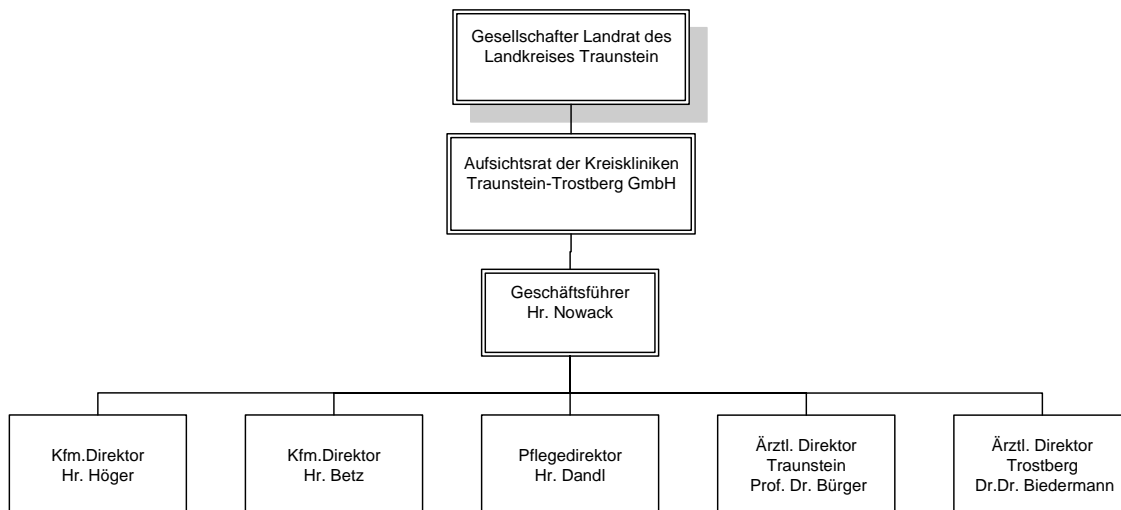 Gesellschafter Landrat des
Landkreises Traunstein
Aufsichtsrat der Kreiskliniken
Traunstein-Trostberg GmbH
Geschäftsführer
Hr. Nowack
Kfm.Direktor
Hr. Höger
Kfm.Direktor
Hr. Betz
Pflegedirektor
Hr. Dandl
Ärztl. Direktor
Traunstein
Prof. Dr. Bürger
Ärztl. Direktor
Trostberg
Dr.Dr. Biedermann